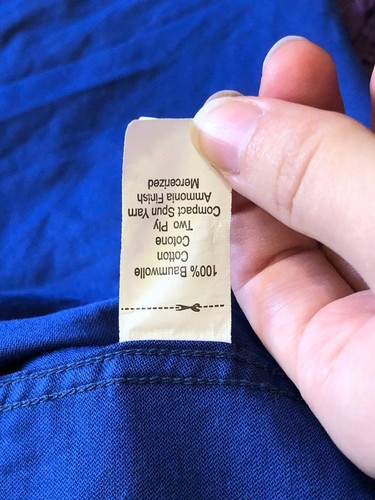 100% Baumwolle
Cotton
Cotone
Two Ply
Compact Spun Yarn
Ammonia Finish
Mercerized